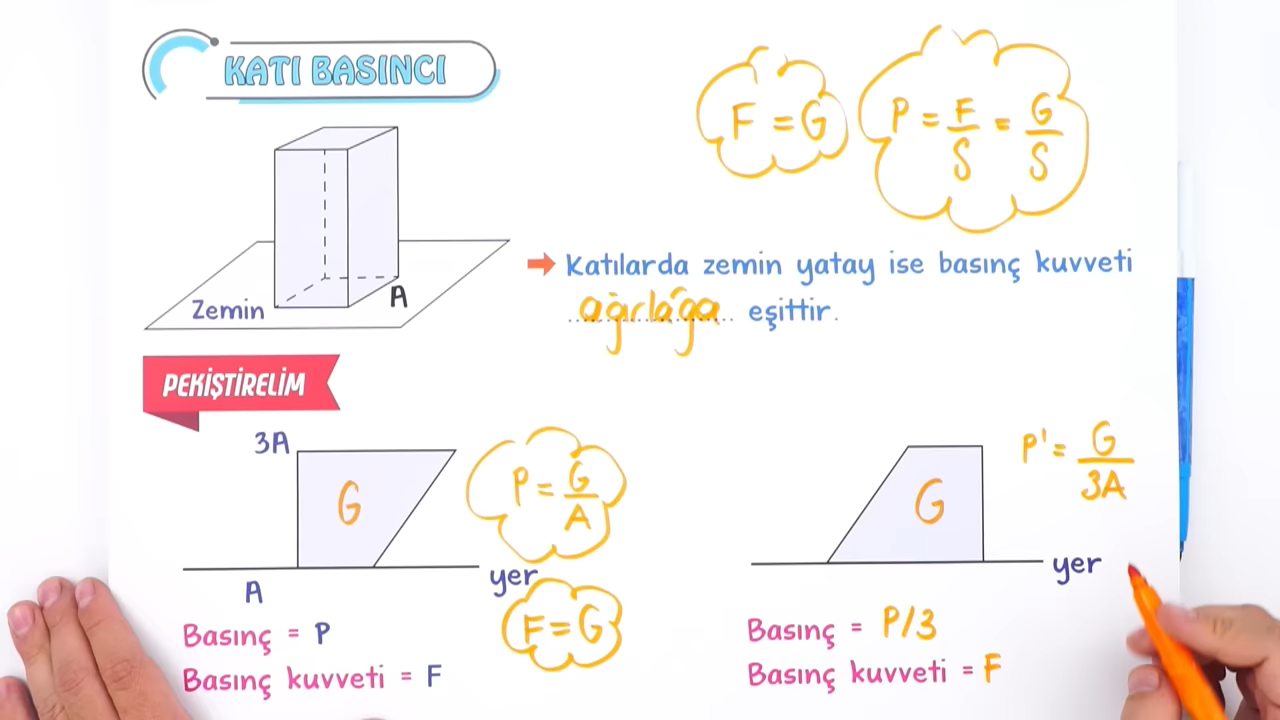 KATI BASINCI
F = G
P = F/S = G/S
A
Zemin
Katılarda zemin yatay ise basınç kuvveti
ağırlığa eşittir.
PEKİŞTİRELİM
3A
G
P = G/A
A
yer
F = G
Basınç = P
Basınç kuvveti = F
G
P' = G/3A
yer
Basınç = P/3
Basınç kuvveti = F